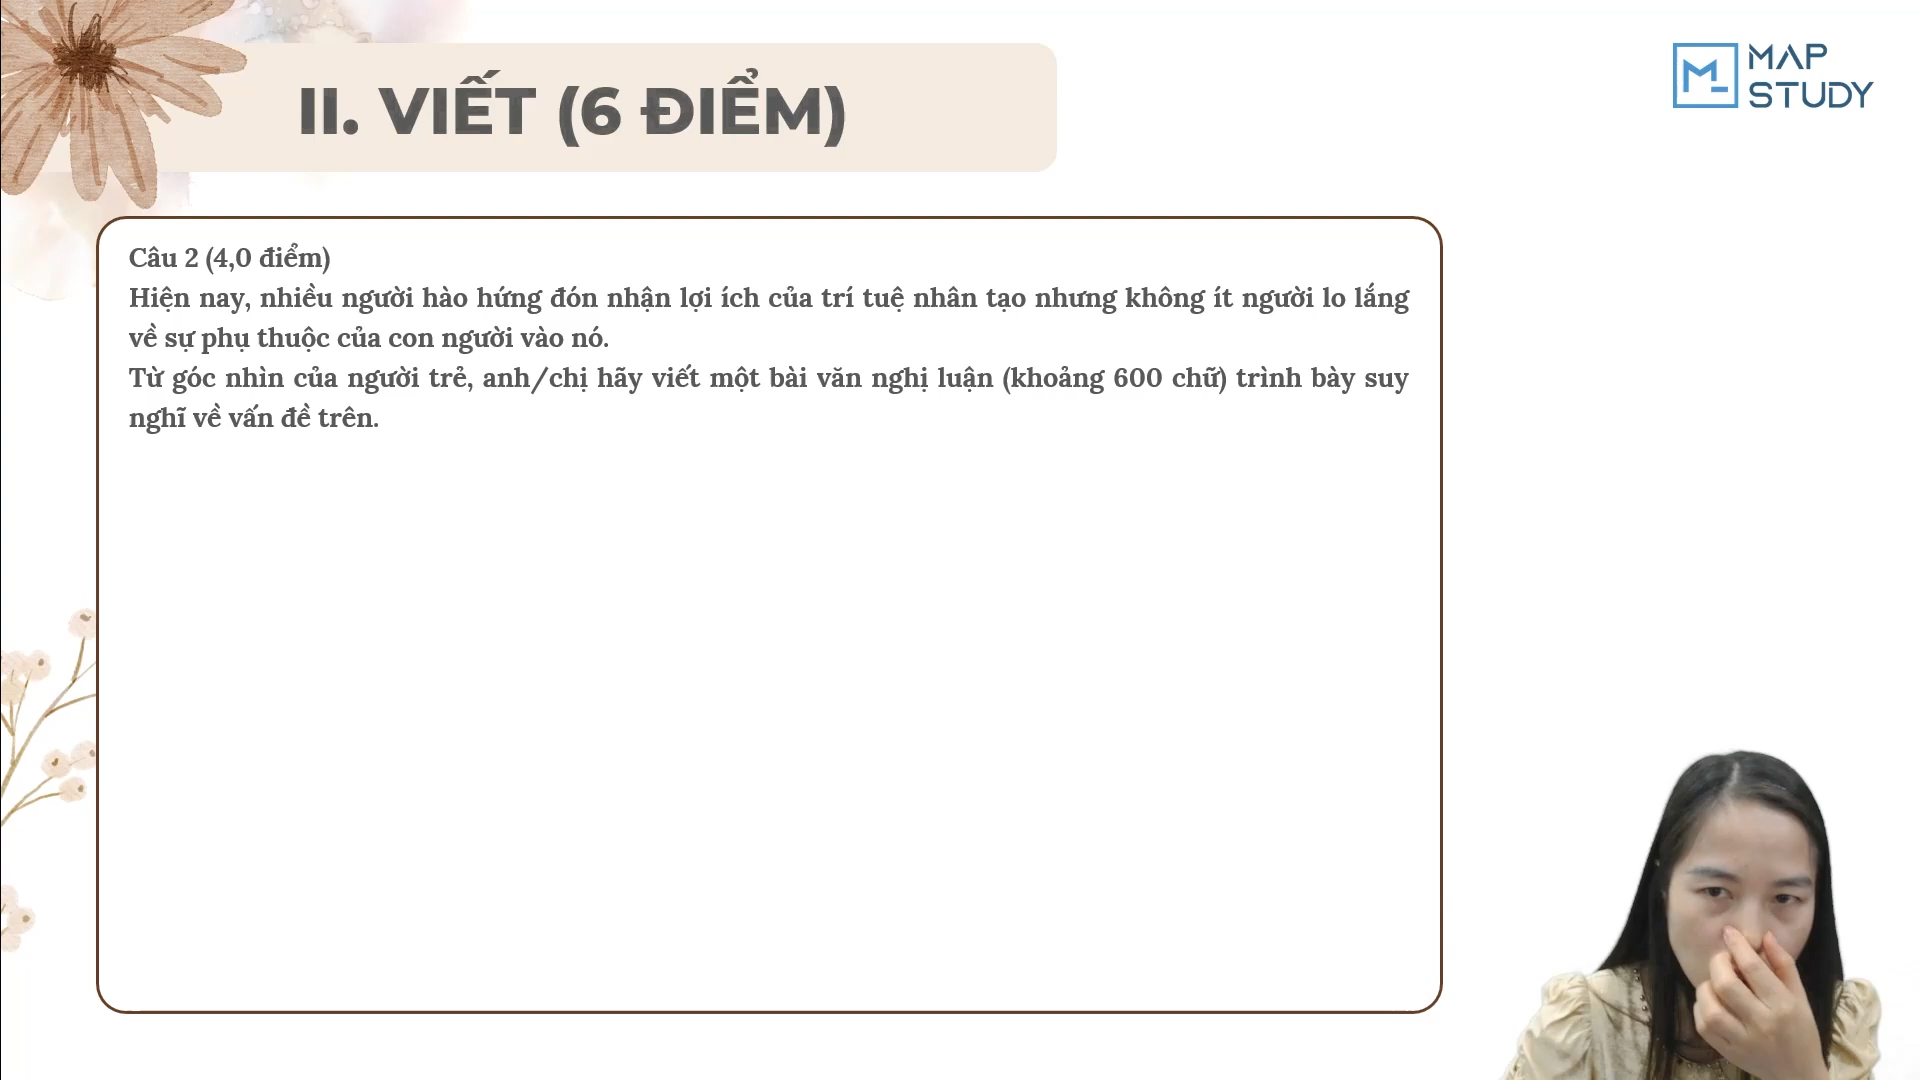 II. VIẾT (6 ĐIỂM)
MAP
STUDY
Câu 2 (4,0 điểm)
Hiện nay, nhiều người hào hứng đón nhận lợi ích của trí tuệ nhân tạo nhưng không ít người lo lắng
về sự phụ thuộc của con người vào nó.
Từ góc nhìn của người trẻ, anh/chị hãy viết một bài văn nghị luận (khoảng 600 chữ) trình bày suy
nghĩ về vấn đề trên.